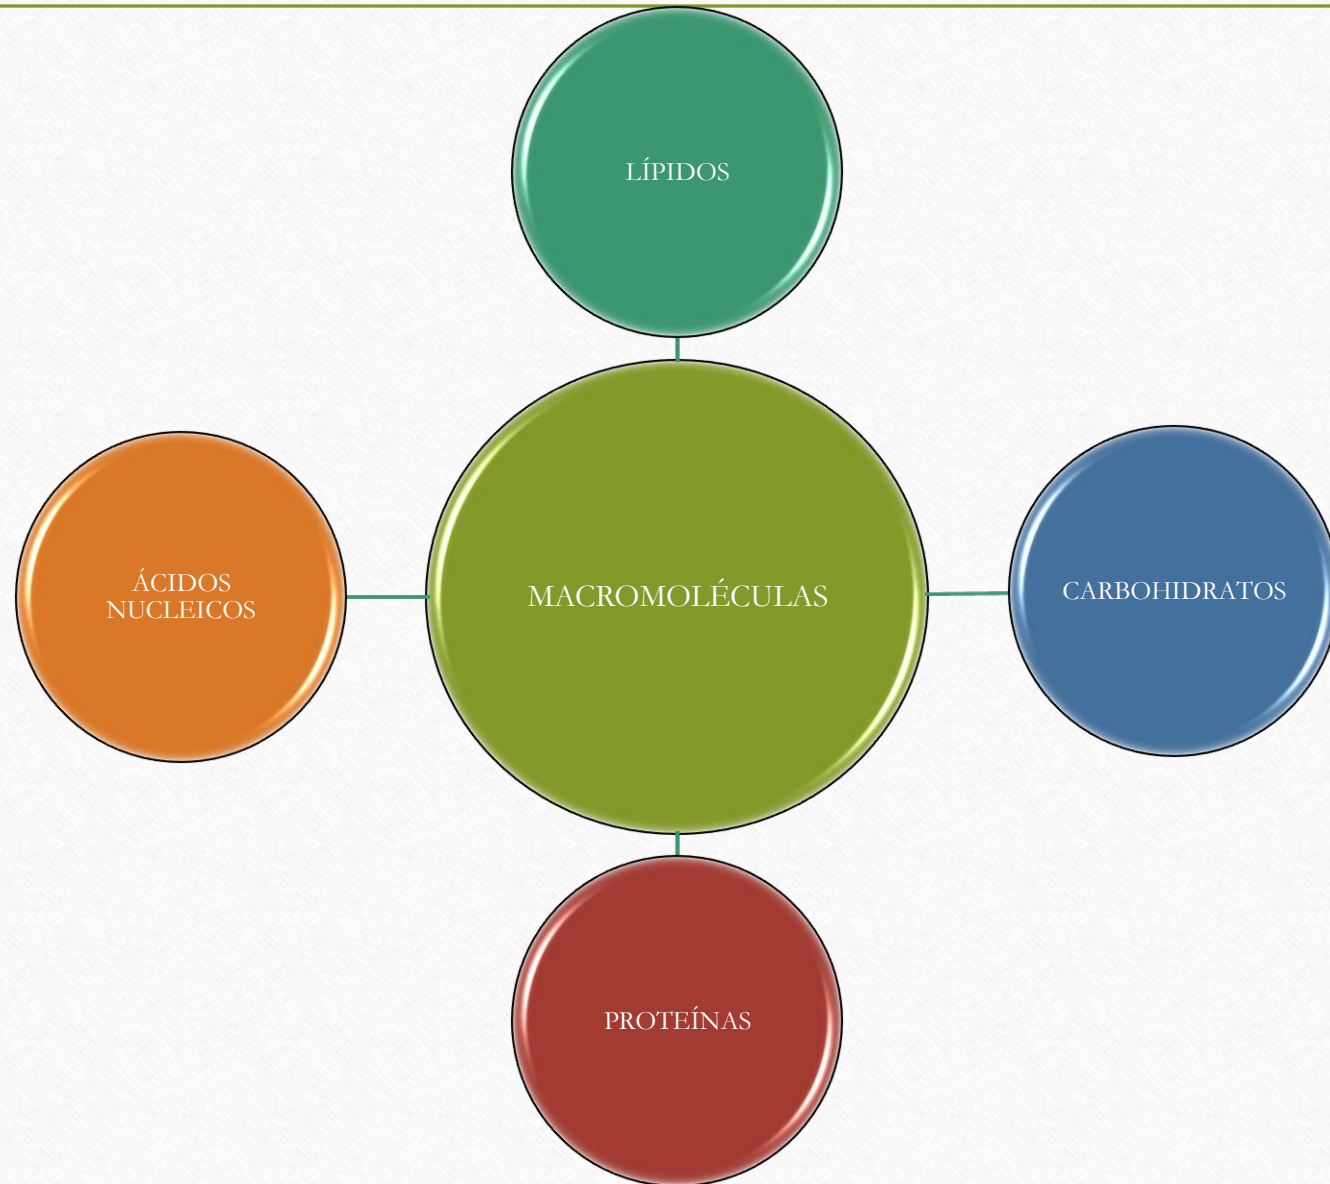 LÍPIDOS
ÁCIDOS
NUCLEICOS
MACROMOLÉCULAS
CARBOHIDRATOS
PROTEÍNAS